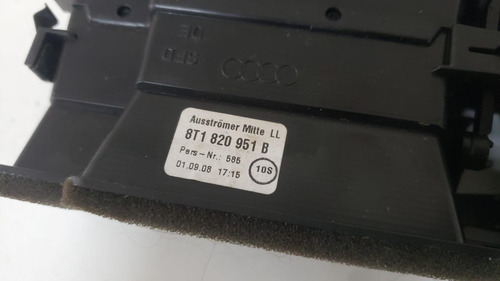 Ausströmer Mitte LL
8T1 820 951 B
Pers-Nr.: 585
01.09.08 17:15
10S